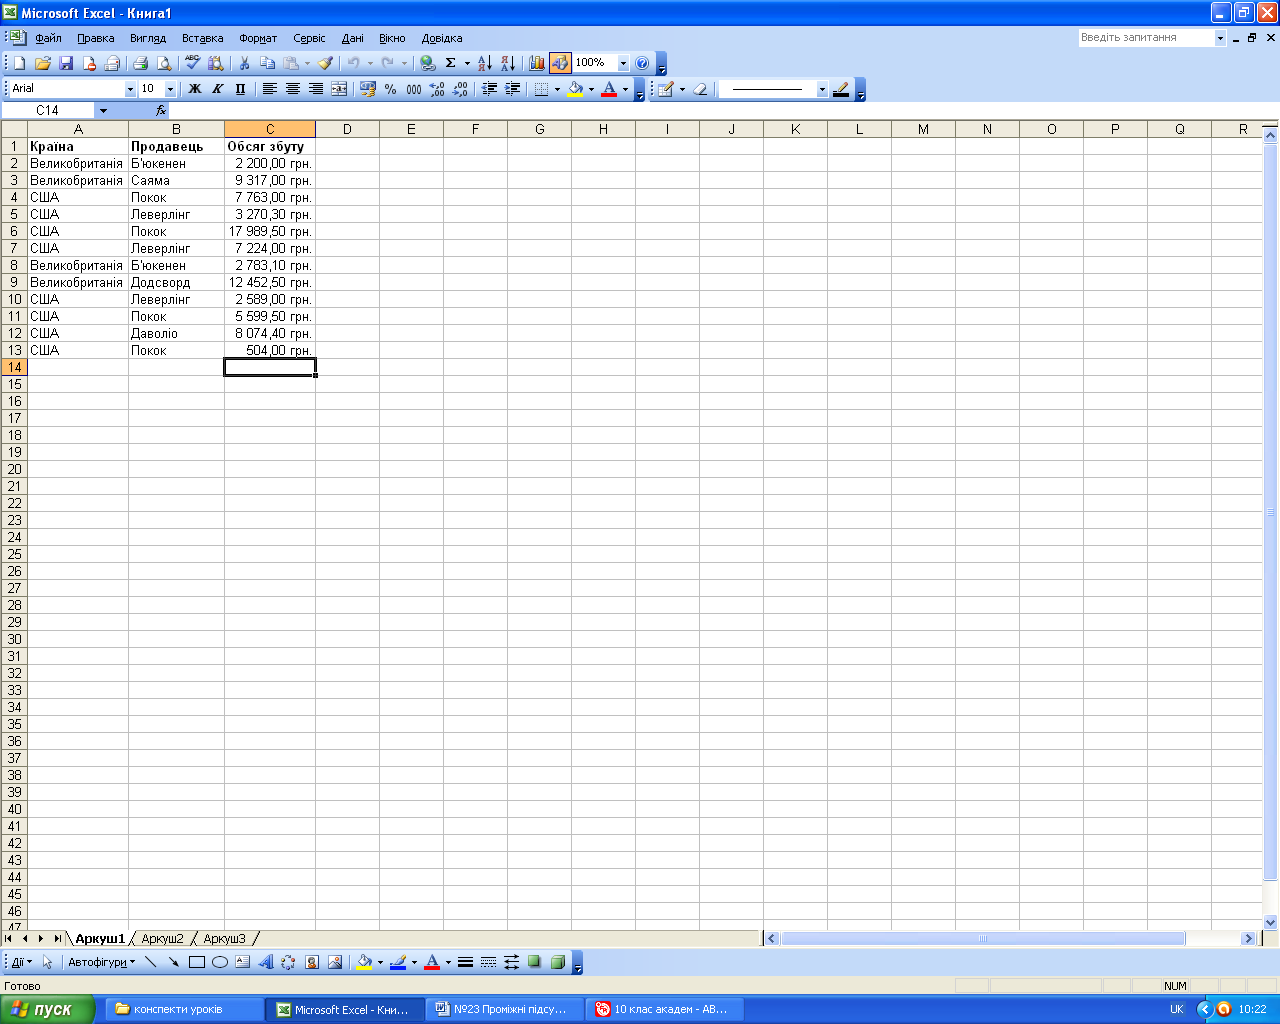 Microsoft Excel - Книга1
Файл Правка Вигляд Вставка Формат Сервіс Дані Вікно Довідка Введіть запитання
100%
Arial 10 Ж К П % 000
C14 fx
A B C D E F G H I J K L M N O P Q R
1 Країна Продавець Обсяг збуту
2 Великобританія Б'юкенен 2 200,00 грн.
3 Великобританія Саяма 9 317,00 грн.
4 США Покок 7 763,00 грн.
5 США Леверлінг 3 270,30 грн.
6 США Покок 17 989,50 грн.
7 США Леверлінг 7 224,00 грн.
8 Великобританія Б'юкенен 2 783,10 грн.
9 Великобританія Додсворд 12 452,50 грн.
10 США Леверлінг 2 589,00 грн.
11 США Покок 5 599,50 грн.
12 США Даволіо 8 074,40 грн.
13 США Покок 504,00 грн.
14
15
16
17
18
19
20
21
22
23
24
25
26
27
28
29
30
31
32
33
34
35
36
37
38
39
40
41
42
43
44
45
46
47
Аркуш1 Аркуш2 Аркуш3
Дії Автофігури
Готово NUM
пуск конспекти уроків Microsoft Excel - Кни... №23 Проміжні підсу... 10 клас академ - АВ... UK 10:22